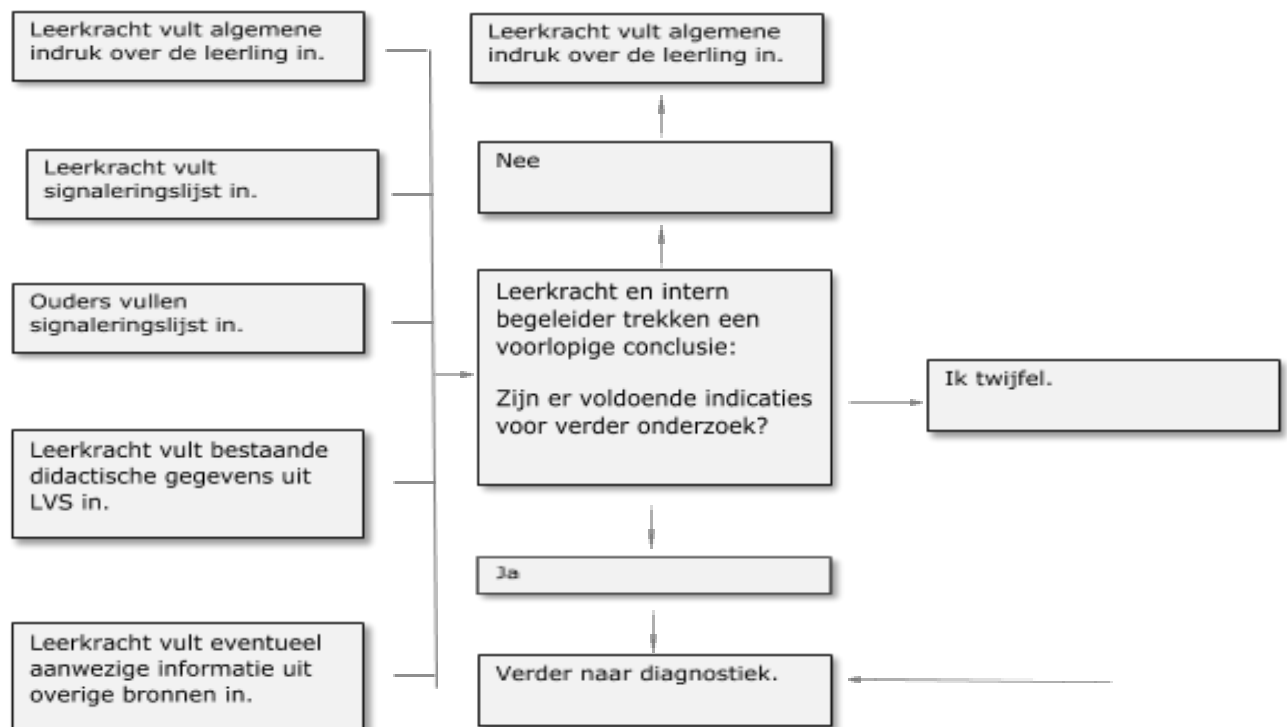 Leerkracht vult algemene
indruk over de leerling in.
Leerkracht vult
signaleringslijst in.
Ouders vullen
signaleringslijst in.
Leerkracht vult bestaande
didactische gegevens uit
LVS in.
Leerkracht vult eventueel
aanwezige informatie uit
overige bronnen in.
Leerkracht vult algemene
indruk over de leerling in.
Nee
Leerkracht en intern
begeleider trekken een
voorlopige conclusie:
Zijn er voldoende indicaties
voor verder onderzoek?
Ja
Verder naar diagnostiek.
Ik twijfel.